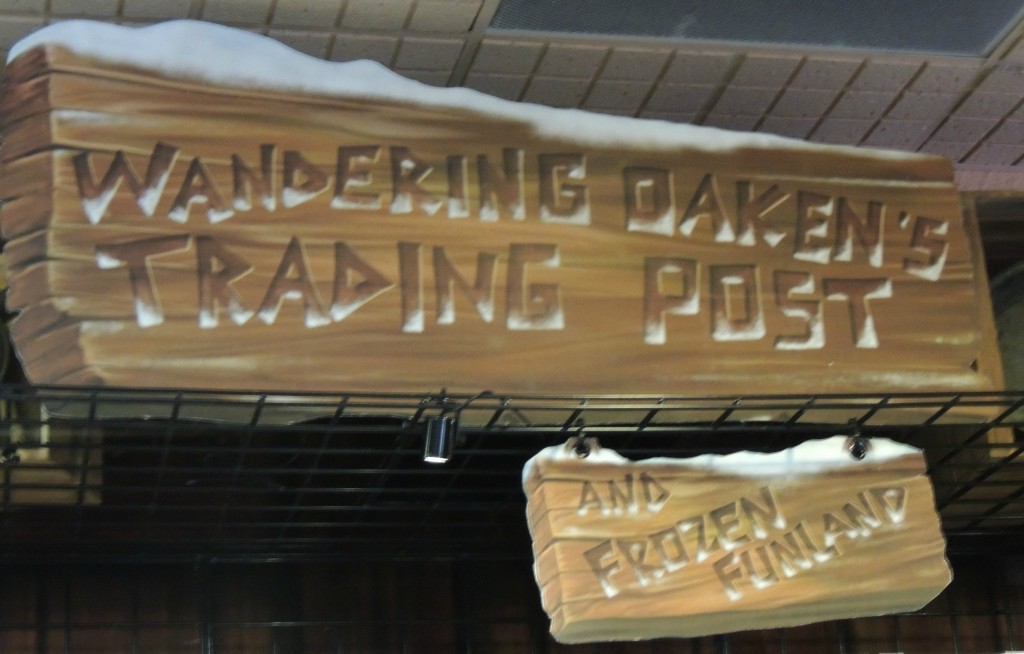 WANDERING OAKEN'S
TRADING POST
AND
FROZEN
FUNLAND